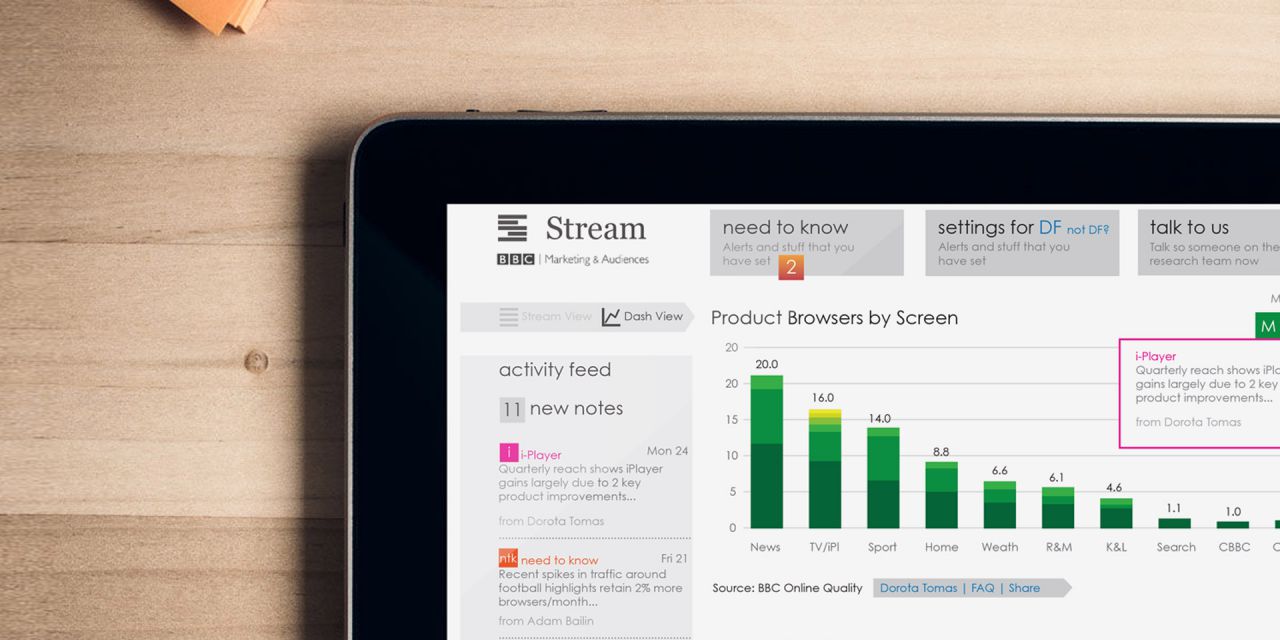 Stream
BBC | Marketing & Audiences
need to know
Alerts and stuff that you
have set
2
settings for DF not DF?
Alerts and stuff that you
have set
talk to us
Talk so someone on the
research team now
Stream View
Dash View
activity feed
11 new notes
i i-Player Mon 24
Quarterly reach shows iPlayer
gains largely due to 2 key
product improvements...
from Dorota Tomas
ntk need to know Fri 21
Recent spikes in traffic around
football highlights retain 2% more
browsers/month...
from Adam Bailin
Product Browsers by Screen
M
20
20
15
10
5
0
20.0
16.0
14.0
8.8
6.6
6.1
4.6
1.1
1.0
News TV/iPl Sport Home Weath R&M K&L Search CBBC
i-Player
Quarterly reach shows iPla
gains largely due to 2 key
product improvements...
from Dorota Tomas
Source: BBC Online Quality
Dorota Tomas | FAQ | Share